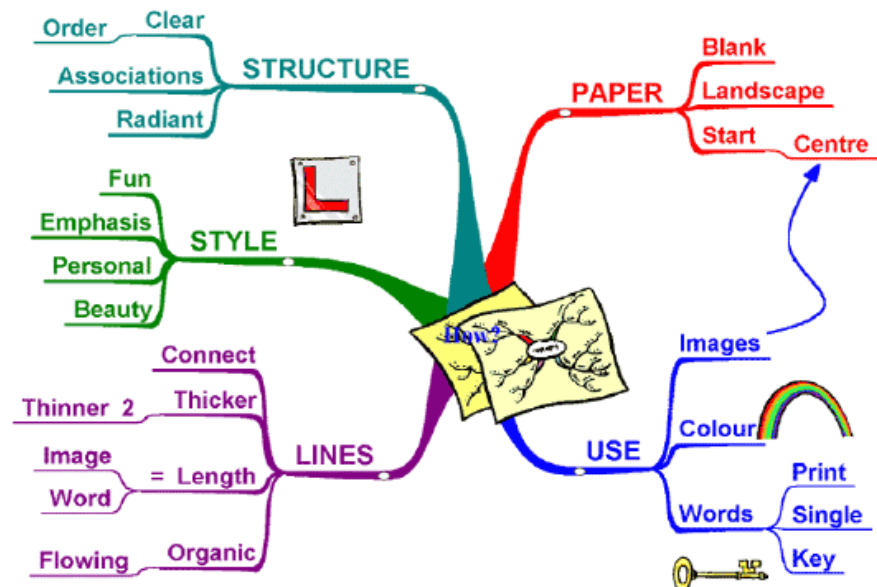 How?
STRUCTURE
Clear
Order
Associations
Radiant
PAPER
Blank
Landscape
Start
Centre
L
STYLE
Fun
Emphasis
Personal
Beauty
LINES
Connect
Thicker
Thinner 2
= Length
Image
Word
Organic
Flowing
USE
Images
Colour
Words
Print
Single
Key